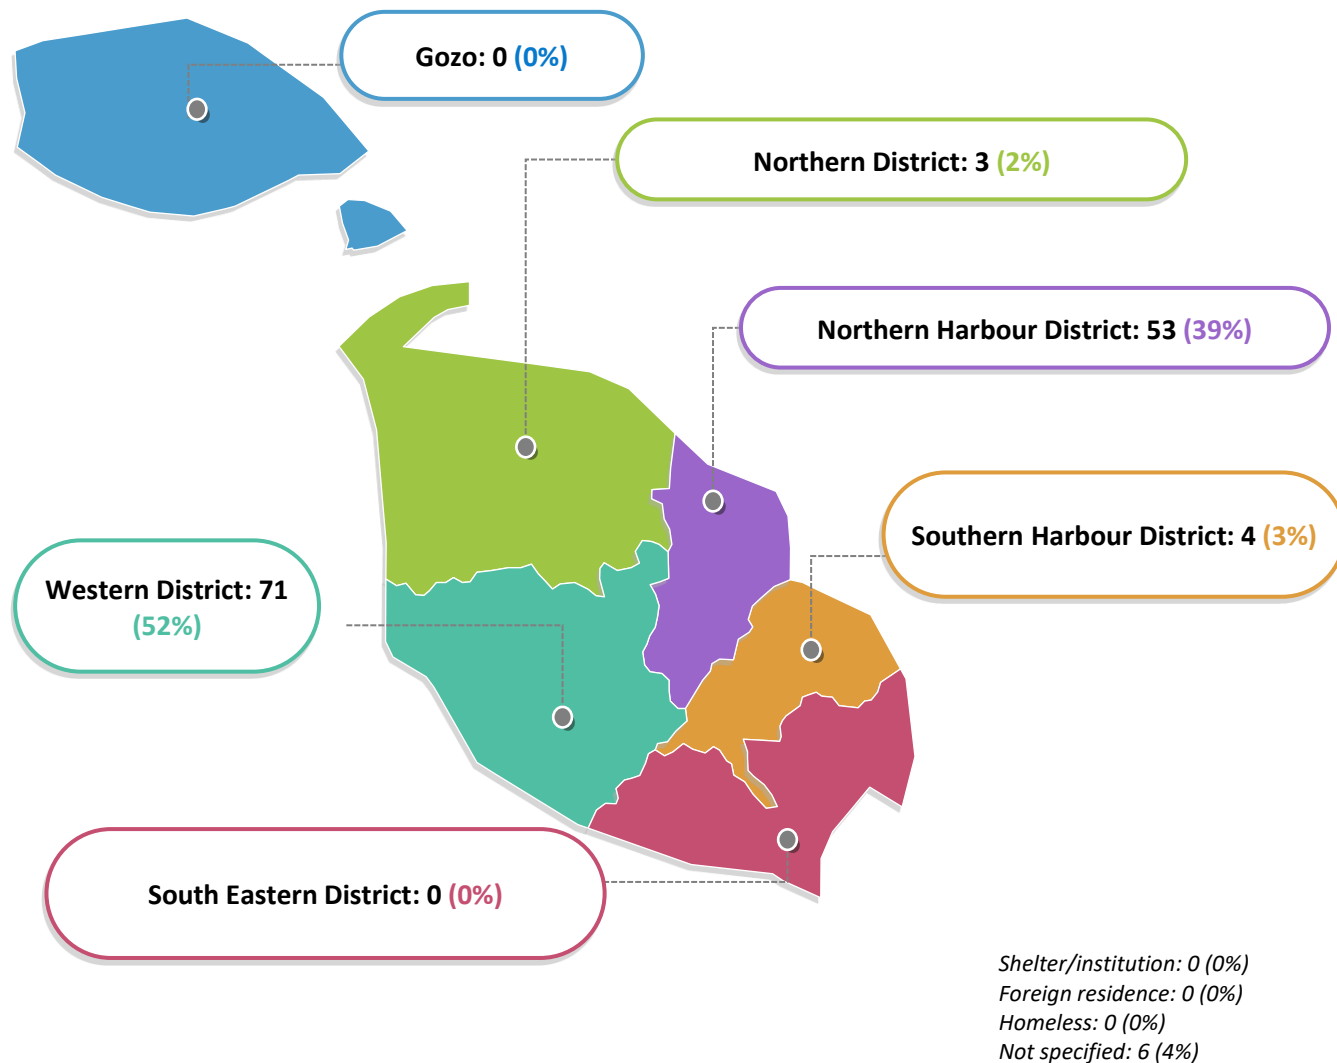 Gozo: 0 (0%)
Northern District: 3 (2%)
Northern Harbour District: 53 (39%)
Southern Harbour District: 4 (3%)
Western District: 71
(52%)
South Eastern District: 0 (0%)
Shelter/institution: 0 (0%)
Foreign residence: 0 (0%)
Homeless: 0 (0%)
Not specified: 6 (4%)